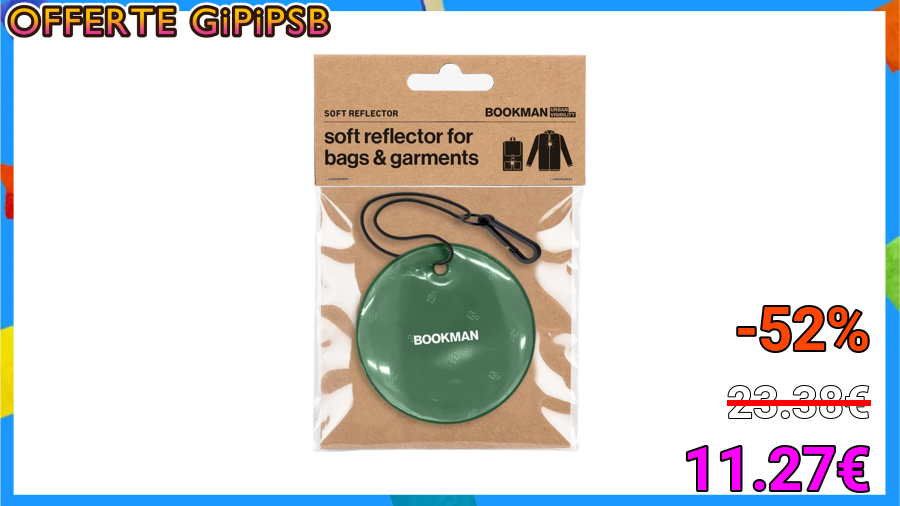 OFFERTE GiPiPSB
SOFT REFLECTOR
BOOKMAN URBAN VISIBILITY
soft reflector for
bags & garments
BOOKMAN
-52%
23.38€
11.27€